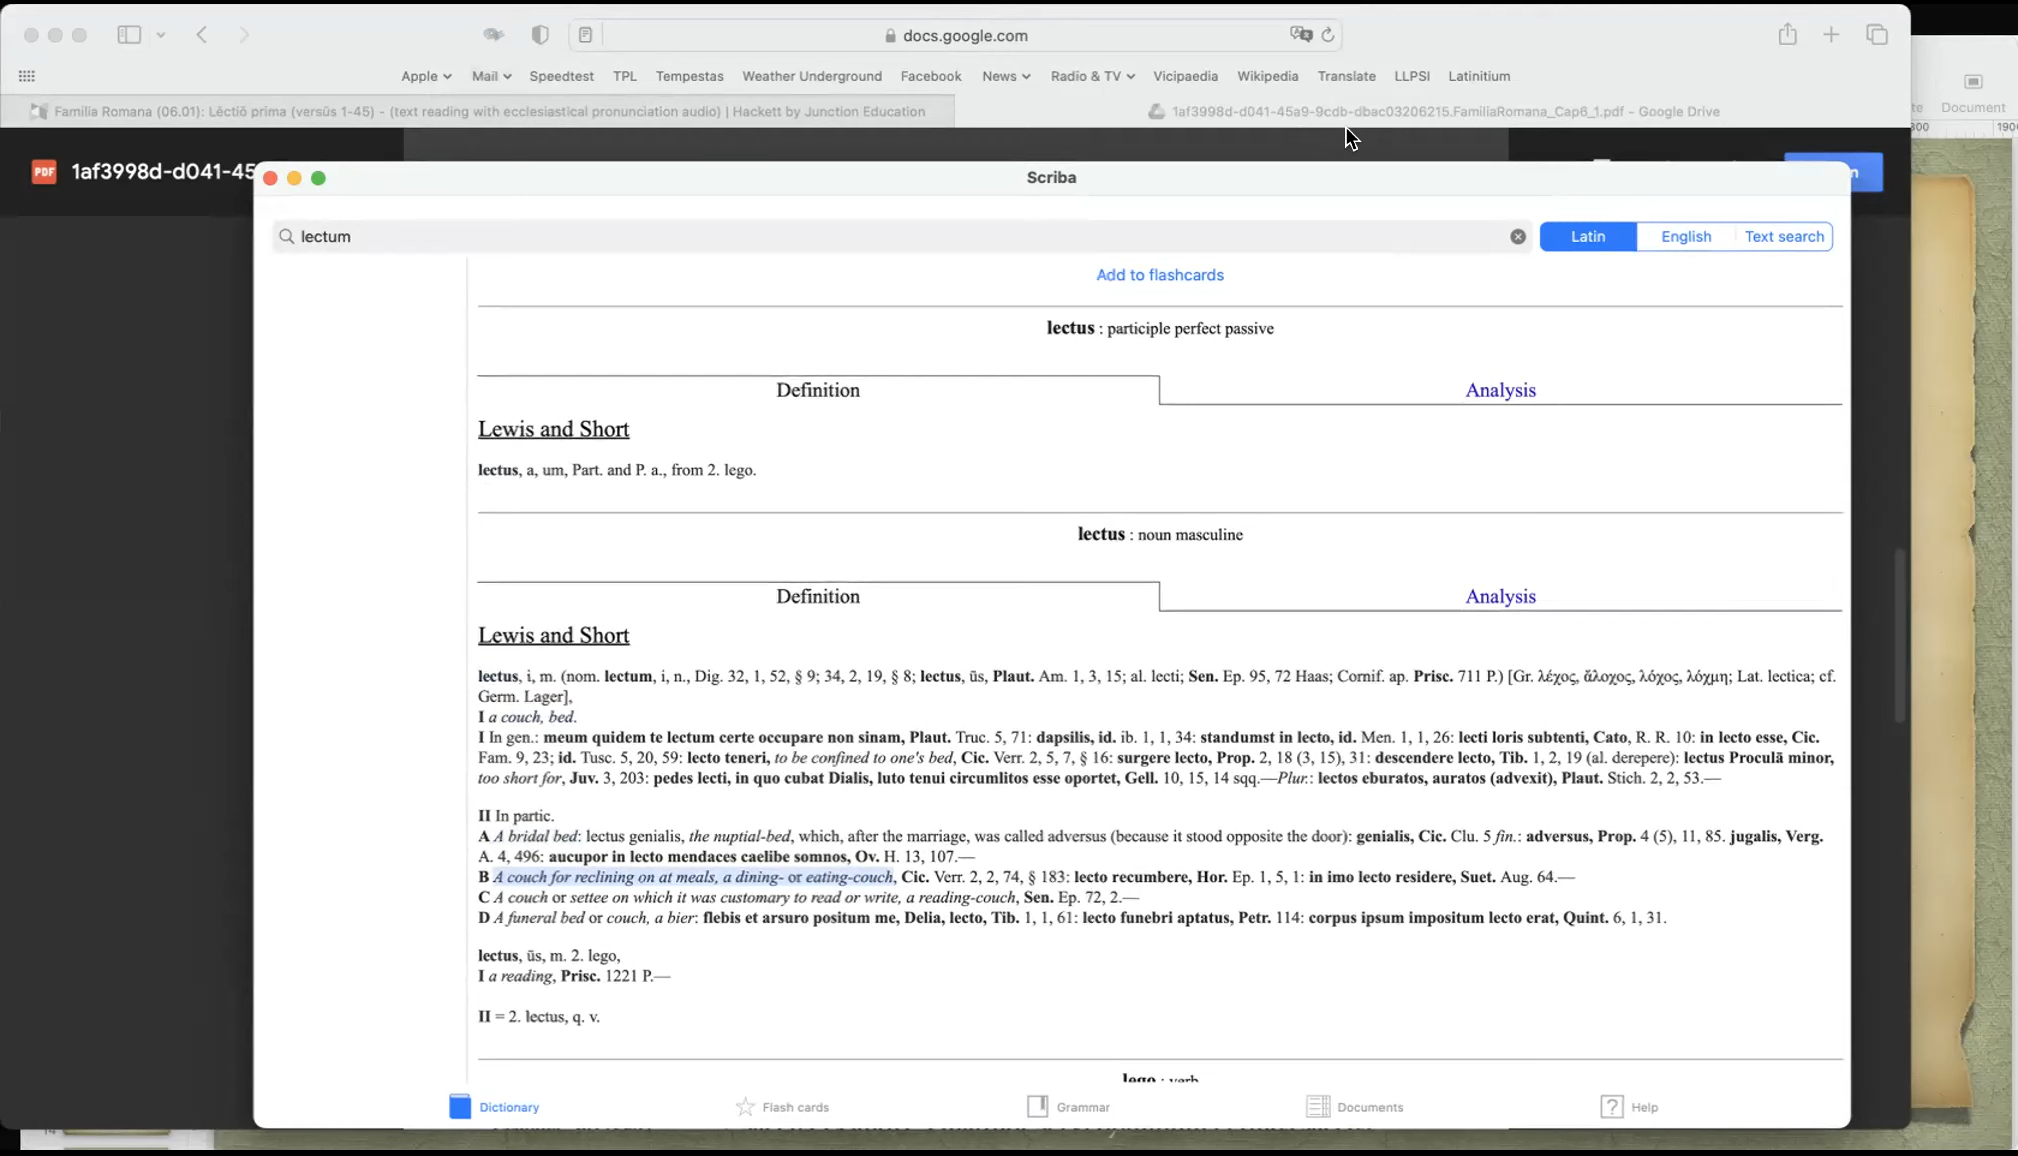 docs.google.com
Apple Mail Speedtest TPL Tempestas Weather Underground Facebook News Radio & TV Vicipaedia Wikipedia Translate LLPSI Latinitium
Familia Romana (06.01): Lēctiō prīma (versūs 1-45) - (text reading with ecclesiastical pronunciation audio) | Hackett by Junction Education
1af3998d-d041-45a9-9cdb-dbac03206215.FamiliaRomana_Cap6_1.pdf - Google Drive
Document
300 1900
PDF 1af3998d-d041-45
Scriba
lectum
Latin English Text search
Add to flashcards
lectus : participle perfect passive
Definition Analysis
Lewis and Short
lectus, a, um, Part. and P. a., from 2. lego.
lectus : noun masculine
Definition Analysis
Lewis and Short
lectus, i, m. (nom. lectum, i, n., Dig. 32, 1, 52, § 9; 34, 2, 19, § 8; lectus, ūs, Plaut. Am. 1, 3, 15; al. lecti; Sen. Ep. 95, 72 Haas; Cornif. ap. Prisc. 711 P.) [Gr. λέχος, ἄλοχος, λόχος, λόχμη; Lat. lectica; cf.
Germ. Lager],
I a couch, bed.
I In gen.: meum quidem te lectum certe occupare non sinam, Plaut. Truc. 5, 71: dapsilis, id. ib. 1, 1, 34: standumst in lecto, id. Men. 1, 1, 26: lecti loris subtenti, Cato, R. R. 10: in lecto esse, Cic.
Fam. 9, 23; id. Tusc. 5, 20, 59: lecto teneri, to be confined to one's bed, Cic. Verr. 2, 5, 7, § 16: surgere lecto, Prop. 2, 18 (3, 15), 31: descendere lecto, Tib. 1, 2, 19 (al. derepere): lectus Proculā minor,
too short for, Juv. 3, 203: pedes lecti, in quo cubat Dialis, luto tenui circumlitos esse oportet, Gell. 10, 15, 14 sqq.—Plur.: lectos eburatos, auratos (advexit), Plaut. Stich. 2, 2, 53.—
II In partic.
A A bridal bed: lectus genialis, the nuptial-bed, which, after the marriage, was called adversus (because it stood opposite the door): genialis, Cic. Clu. 5 fin.: adversus, Prop. 4 (5), 11, 85. jugalis, Verg.
A. 4, 496: aucupor in lecto mendaces caelibe somnos, Ov. H. 13, 107.—
B A couch for reclining on at meals, a dining- or eating-couch, Cic. Verr. 2, 2, 74, § 183: lecto recumbere, Hor. Ep. 1, 5, 1: in imo lecto residere, Suet. Aug. 64.—
C A couch or settee on which it was customary to read or write, a reading-couch, Sen. Ep. 72, 2.—
D A funeral bed or couch, a bier: flebis et arsuro positum me, Delia, lecto, Tib. 1, 1, 61: lecto funebri aptatus, Petr. 114: corpus ipsum impositum lecto erat, Quint. 6, 1, 31.
lectus, ūs, m. 2. lego,
I a reading, Prisc. 1221 P.—
II = 2. lectus, q. v.
lego : verb
Dictionary Flash cards Grammar Documents Help